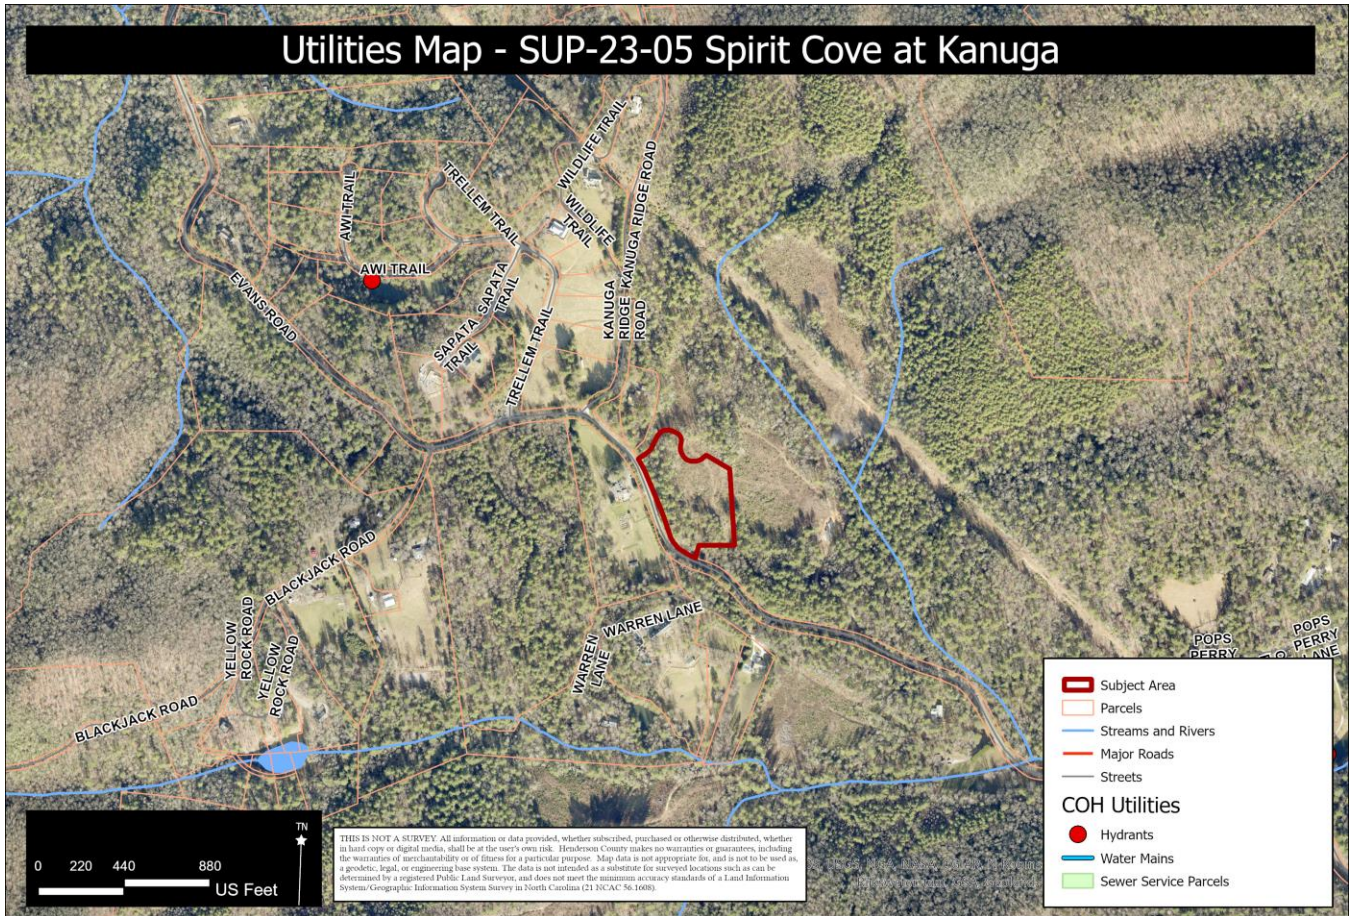 Utilities Map - SUP-23-05 Spirit Cove at Kanuga
WILDLIFE TRAIL
TRELLEM TRAIL
AWI TRAIL
WILDLIFE
TRAIL
KANUGA RIDGE ROAD
AWI TRAIL
EVANS ROAD
SAPATA
TRAIL
SAPATA
TRAIL
TRELLEM TRAIL
KANUGA
RIDGE
ROAD
BLACKJACK ROAD
YELLOW
ROCK ROAD
YELLOW
ROCK ROAD
WARREN LANE
WARREN
LANE
BLACKJACK ROAD
POPS
PERRY
POPS
PERRY
LANE
Subject Area
Parcels
Streams and Rivers
Major Roads
Streets
COH Utilities
Hydrants
Water Mains
Sewer Service Parcels
TN
0 220 440 880
US Feet
THIS IS NOT A SURVEY. All information or data provided, whether subscribed, purchased or otherwise distributed, whether
in hard copy or digital media, shall be at the user's own risk. Henderson County makes no warranties or guarantees, including
the warranties of merchantability or of fitness for a particular purpose. Map data is not appropriate for, and is not to be used as,
a geodetic, legal, or engineering base system. The data is not intended as a substitute for surveyed locations such as can be
determined by a registered Public Land Surveyor, and does not meet the minimum accuracy standards of a Land Information
System/Geographic Information System Survey in North Carolina (21 NCAC 56.1608).